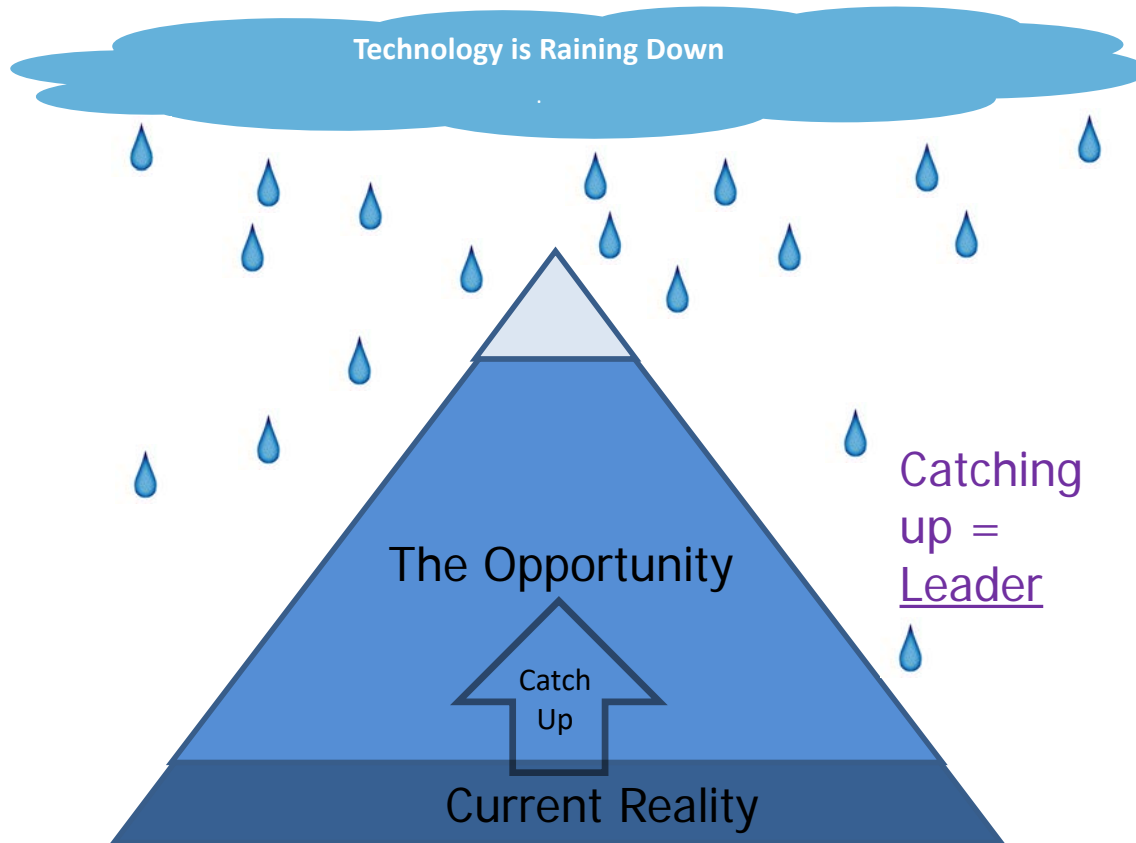 Technology is Raining Down
.
The Opportunity
Catch
Up
Current Reality
Catching
up =
Leader